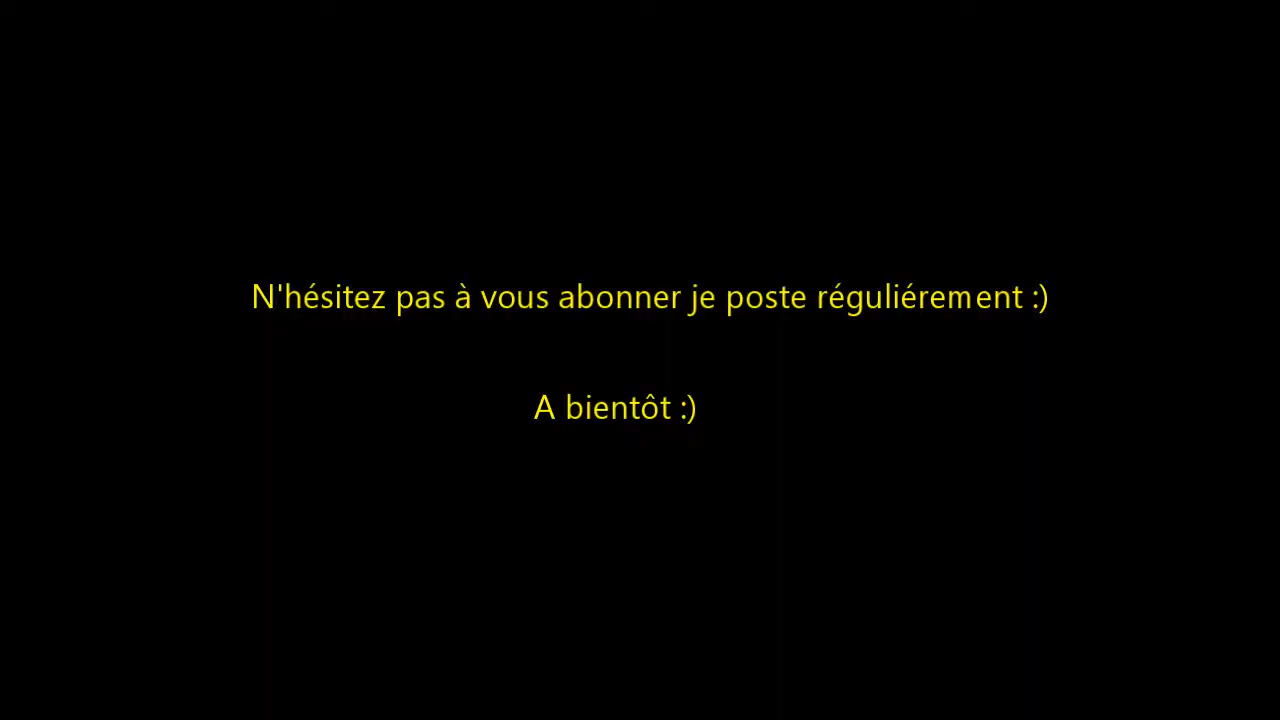 N'hésitez pas à vous abonner je poste réguliérement :)
A bientôt :)